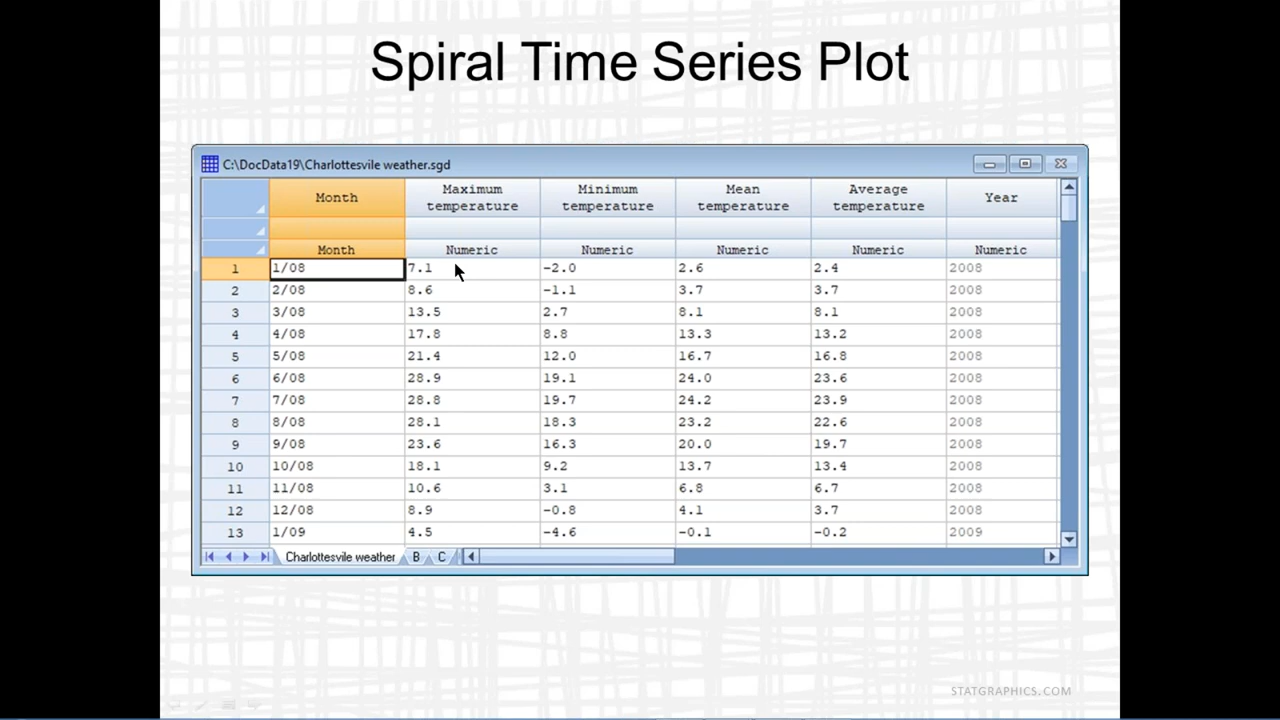 Spiral Time Series Plot
C:\DocData19\Charlottesvile weather.sgd
Month Maximum temperature Minimum temperature Mean temperature Average temperature Year
Month Numeric Numeric Numeric Numeric Numeric
1 1/08 7.1 -2.0 2.6 2.4 2008
2 2/08 8.6 -1.1 3.7 3.7 2008
3 3/08 13.5 2.7 8.1 8.1 2008
4 4/08 17.8 8.8 13.3 13.2 2008
5 5/08 21.4 12.0 16.7 16.8 2008
6 6/08 28.9 19.1 24.0 23.6 2008
7 7/08 28.8 19.7 24.2 23.9 2008
8 8/08 28.1 18.3 23.2 22.6 2008
9 9/08 23.6 16.3 20.0 19.7 2008
10 10/08 18.1 9.2 13.7 13.4 2008
11 11/08 10.6 3.1 6.8 6.7 2008
12 12/08 8.9 -0.8 4.1 3.7 2008
13 1/09 4.5 -4.6 -0.1 -0.2 2009
Charlottesvile weather B C
STATGRAPHICS.COM